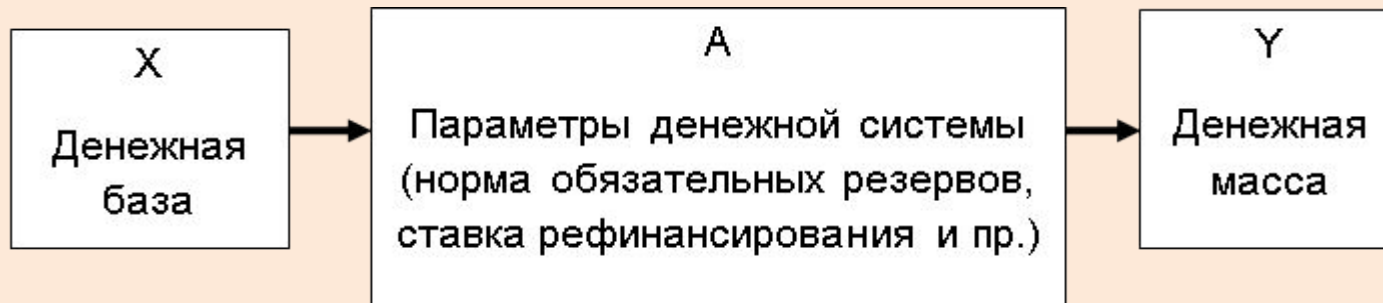 X
Денежная
база
A
Параметры денежной системы
(норма обязательных резервов,
ставка рефинансирования и пр.)
Y
Денежная
масса